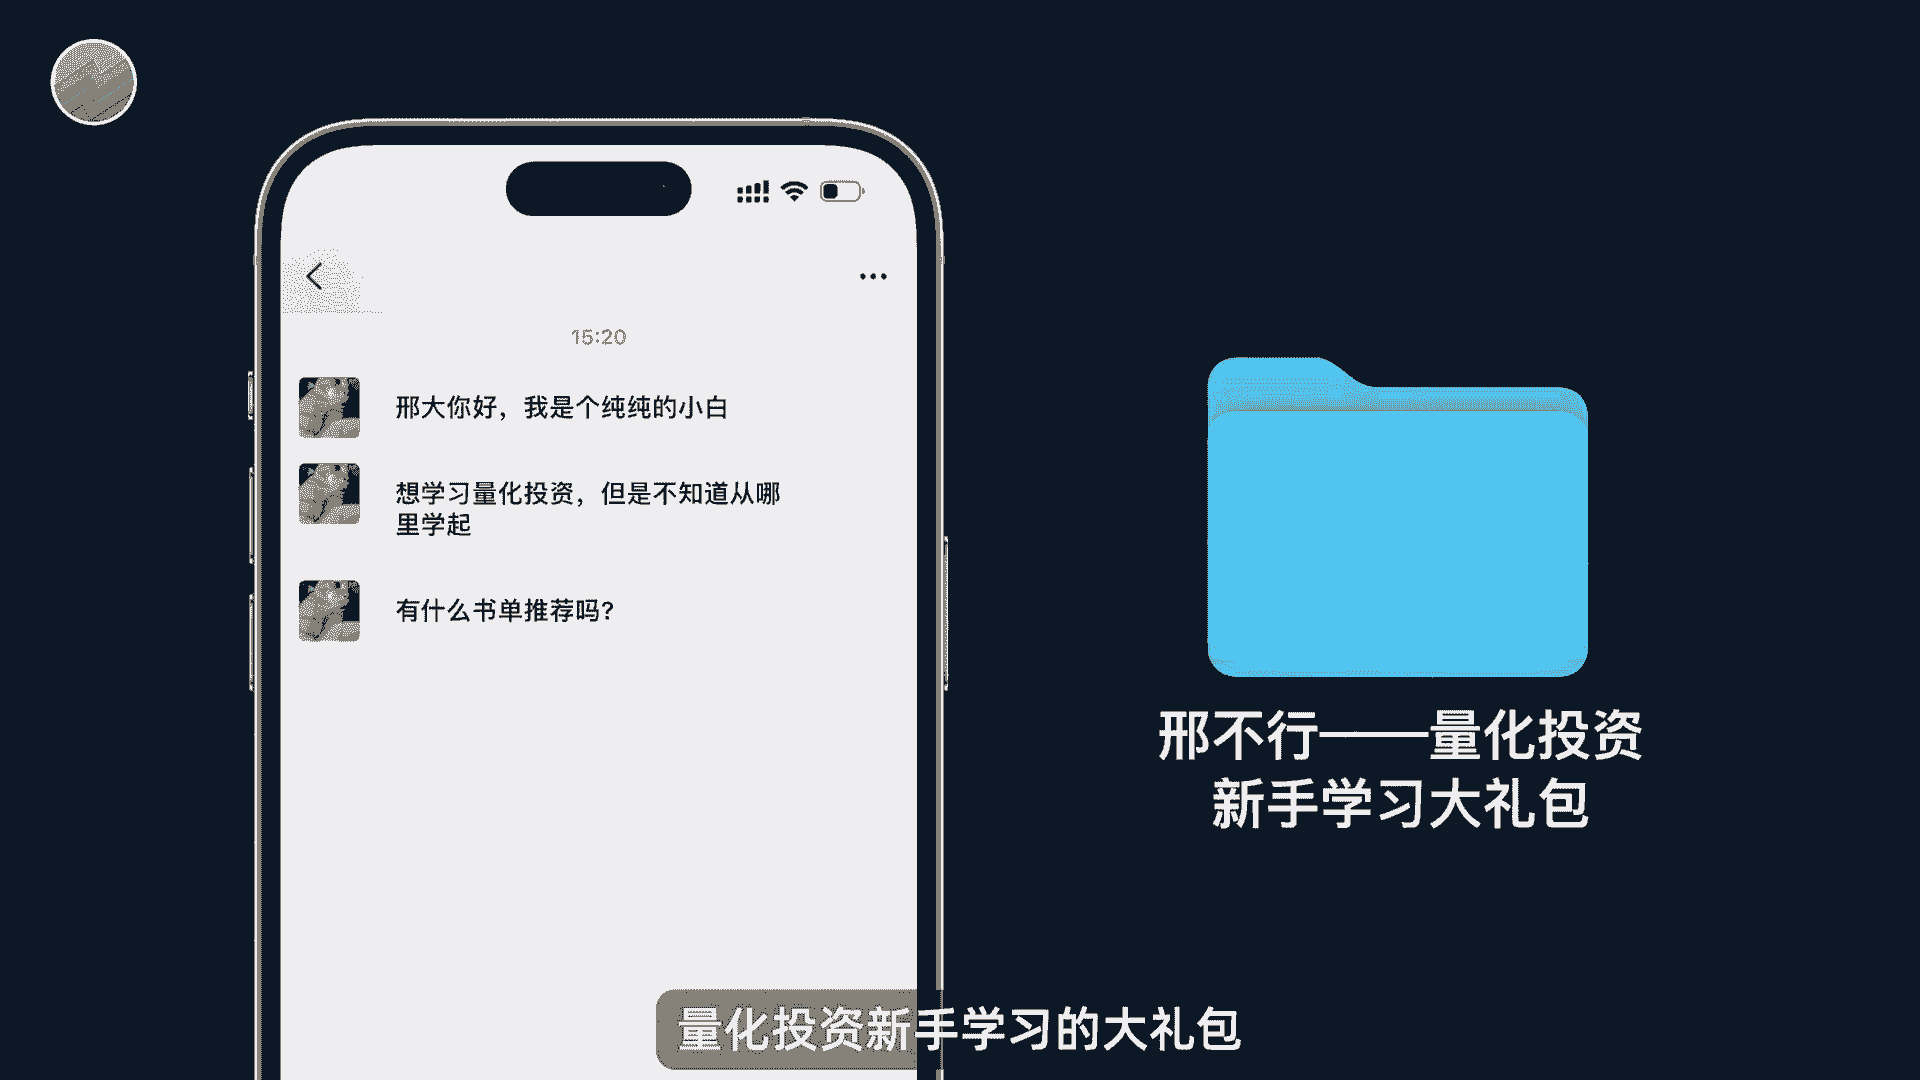 15:20
邢大你好，我是个纯纯的小白
想学习量化投资，但是不知道从哪
里学起
有什么书单推荐吗?
邢不行——量化投资
新手学习大礼包
量化投资新手学习的大礼包